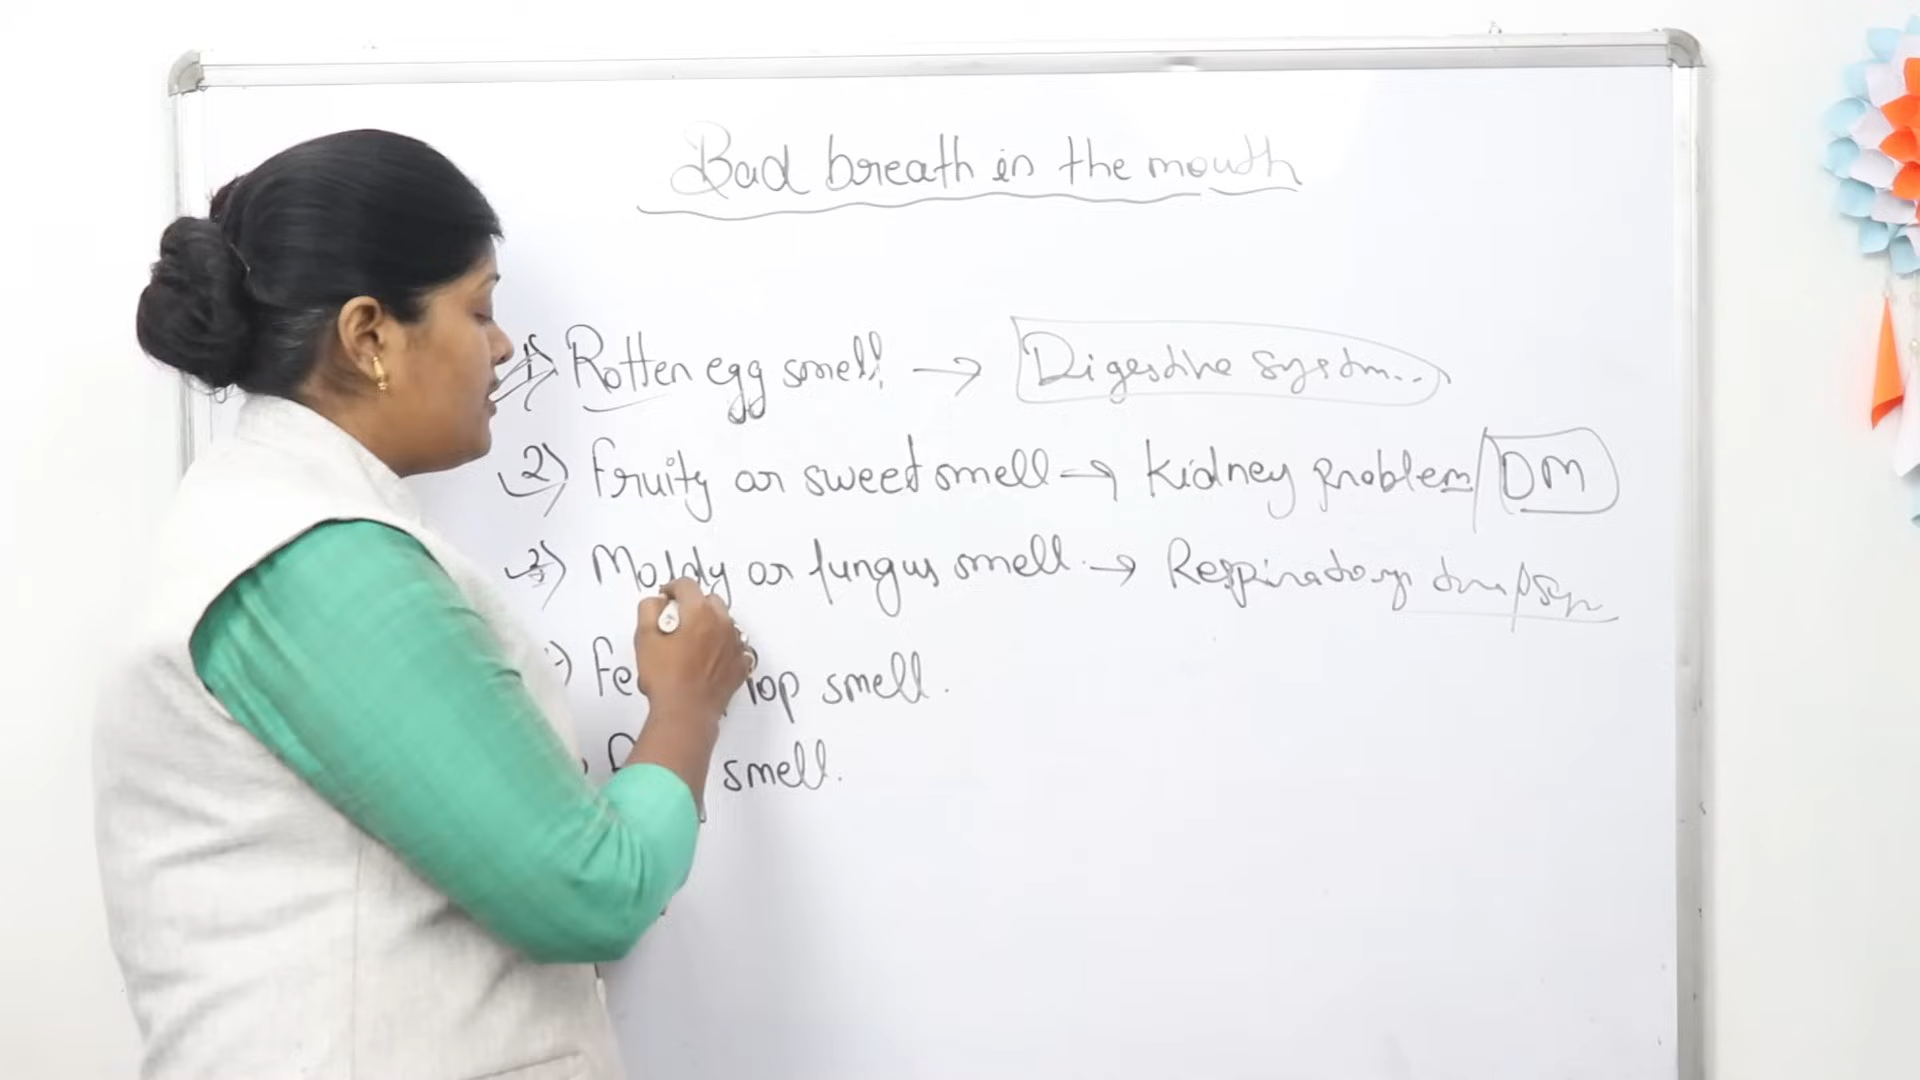 Bad breath in the mouth
1) Rotten egg smell! → Digestive system..
2) Fruity or sweet smell → Kidney problem/DM
3) Moldy or fungus smell. → Respiratory
smell.
smell.